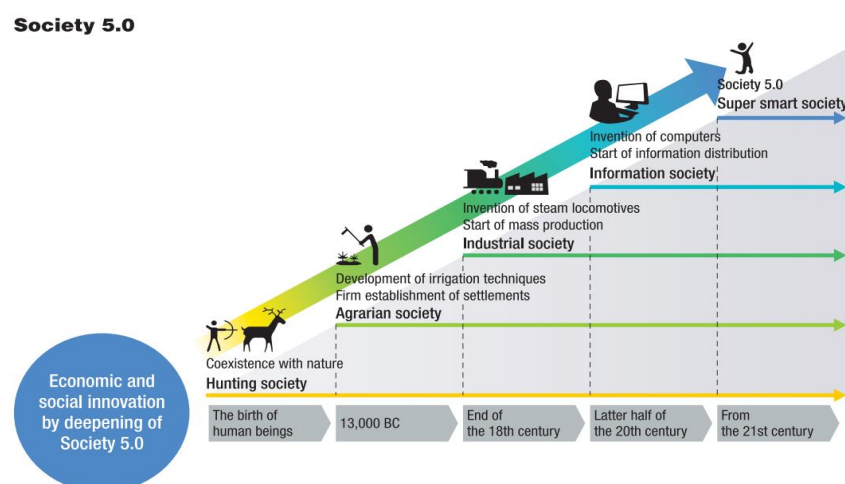 Society 5.0
Society 5.0
Super smart society
Invention of computers
Start of information distribution
Information society
Invention of steam locomotives
Start of mass production
Industrial society
Development of irrigation techniques
Firm establishment of settlements
Agrarian society
Coexistence with nature
Hunting society
Economic and
social innovation
by deepening of
Society 5.0
The birth of
human beings
13,000 BC
End of
the 18th century
Latter half of
the 20th century
From
the 21st century